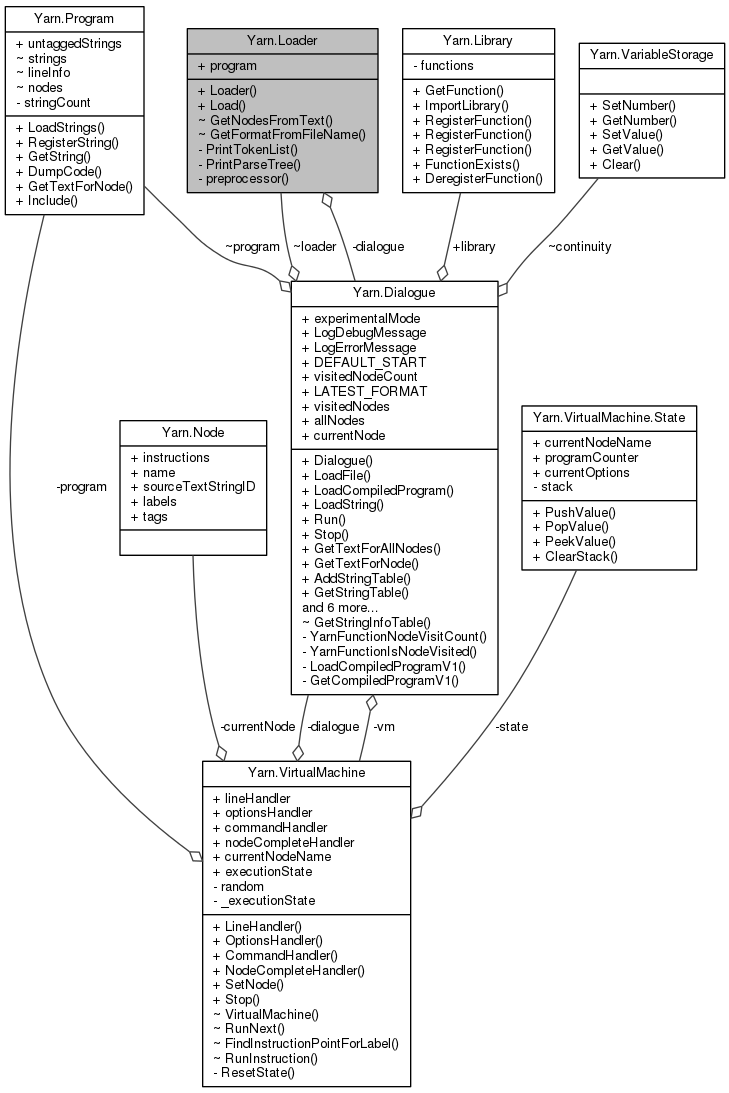 Yarn.Program
+ untaggedStrings
~ strings
~ lineInfo
~ nodes
- stringCount
+ LoadStrings()
+ RegisterString()
+ GetString()
+ DumpCode()
+ GetTextForNode()
+ Include()
Yarn.Loader
+ program
+ Loader()
+ Load()
~ GetNodesFromText()
~ GetFormatFromFileName()
- PrintTokenList()
- PrintParseTree()
- preprocessor()
Yarn.Library
- functions
+ GetFunction()
+ ImportLibrary()
+ RegisterFunction()
+ RegisterFunction()
+ RegisterFunction()
+ FunctionExists()
+ DeregisterFunction()
Yarn.VariableStorage
+ SetNumber()
+ GetNumber()
+ SetValue()
+ GetValue()
+ Clear()
~program
~loader
-dialogue
+library
~continuity
Yarn.Dialogue
+ experimentalMode
+ LogDebugMessage
+ LogErrorMessage
+ DEFAULT_START
+ visitedNodeCount
+ LATEST_FORMAT
+ visitedNodes
+ allNodes
+ currentNode
+ Dialogue()
+ LoadFile()
+ LoadCompiledProgram()
+ LoadString()
+ Run()
+ Stop()
+ GetTextForAllNodes()
+ GetTextForNode()
+ AddStringTable()
+ GetStringTable()
and 6 more...
~ GetStringInfoTable()
- YarnFunctionNodeVisitCount()
- YarnFunctionIsNodeVisited()
- LoadCompiledProgramV1()
- GetCompiledProgramV1()
Yarn.Node
+ instructions
+ name
+ sourceTextStringID
+ labels
+ tags
Yarn.VirtualMachine.State
+ currentNodeName
+ programCounter
+ currentOptions
- stack
+ PushValue()
+ PopValue()
+ PeekValue()
+ ClearStack()
-program
-currentNode
-dialogue
-vm
-state
Yarn.VirtualMachine
+ lineHandler
+ optionsHandler
+ commandHandler
+ nodeCompleteHandler
+ currentNodeName
+ executionState
- random
- _executionState
+ LineHandler()
+ OptionsHandler()
+ CommandHandler()
+ NodeCompleteHandler()
+ SetNode()
+ Stop()
~ VirtualMachine()
~ RunNext()
~ FindInstructionPointForLabel()
~ RunInstruction()
- ResetState()